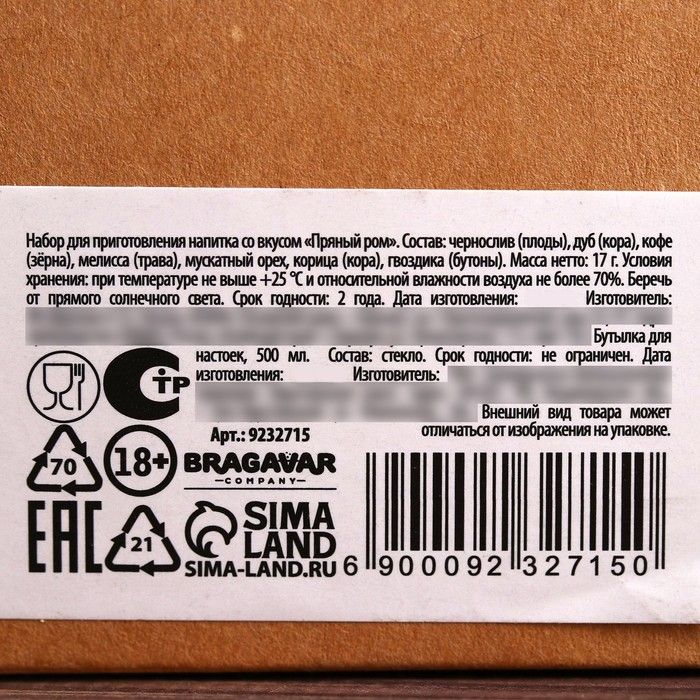 Набор для приготовления напитка со вкусом «Пряный ром». Состав: чернослив (плоды), дуб (кора), кофе
(зёрна), мелисса (трава), мускатный орех, корица (кора), гвоздика (бутоны). Масса нетто: 17 г. Условия
хранения: при температуре не выше +25 °С и относительной влажности воздуха не более 70%. Беречь
от прямого солнечного света. Срок годности: 2 года. Дата изготовления: Изготовитель:
Бутылка для
настоек, 500 мл. Состав: стекло. Срок годности: не ограничен. Дата
изготовления: Изготовитель:
Внешний вид товара может
отличаться от изображения на упаковке.
СТР
Арт.: 9232715
70
18+
BRAGAVAR
COMPANY
EAC
21
SIMA
LAND
SIMA-LAND.RU
6 900092 327150